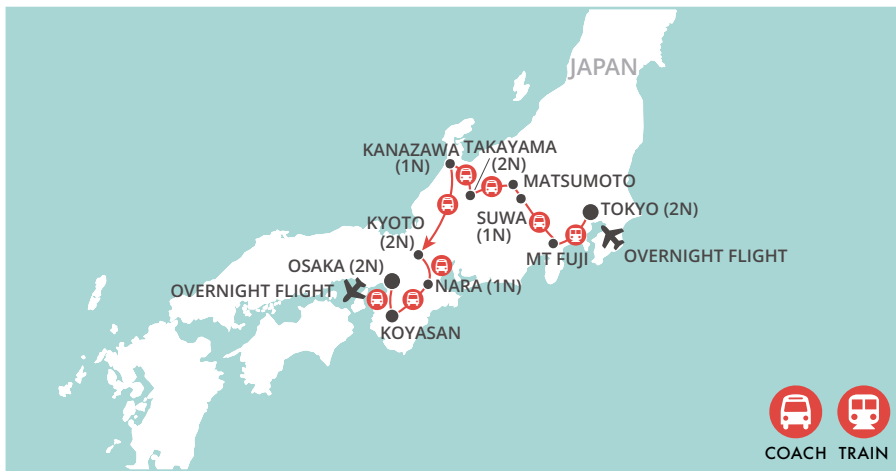 JAPAN
KANAZAWA
(1N)
TAKAYAMA
(2N)
MATSUMOTO
SUWA
(1N)
TOKYO (2N)
MT FUJI
OVERNIGHT FLIGHT
KYOTO
(2N)
OSAKA (2N)
OVERNIGHT FLIGHT
NARA (1N)
KOYASAN
COACH
TRAIN